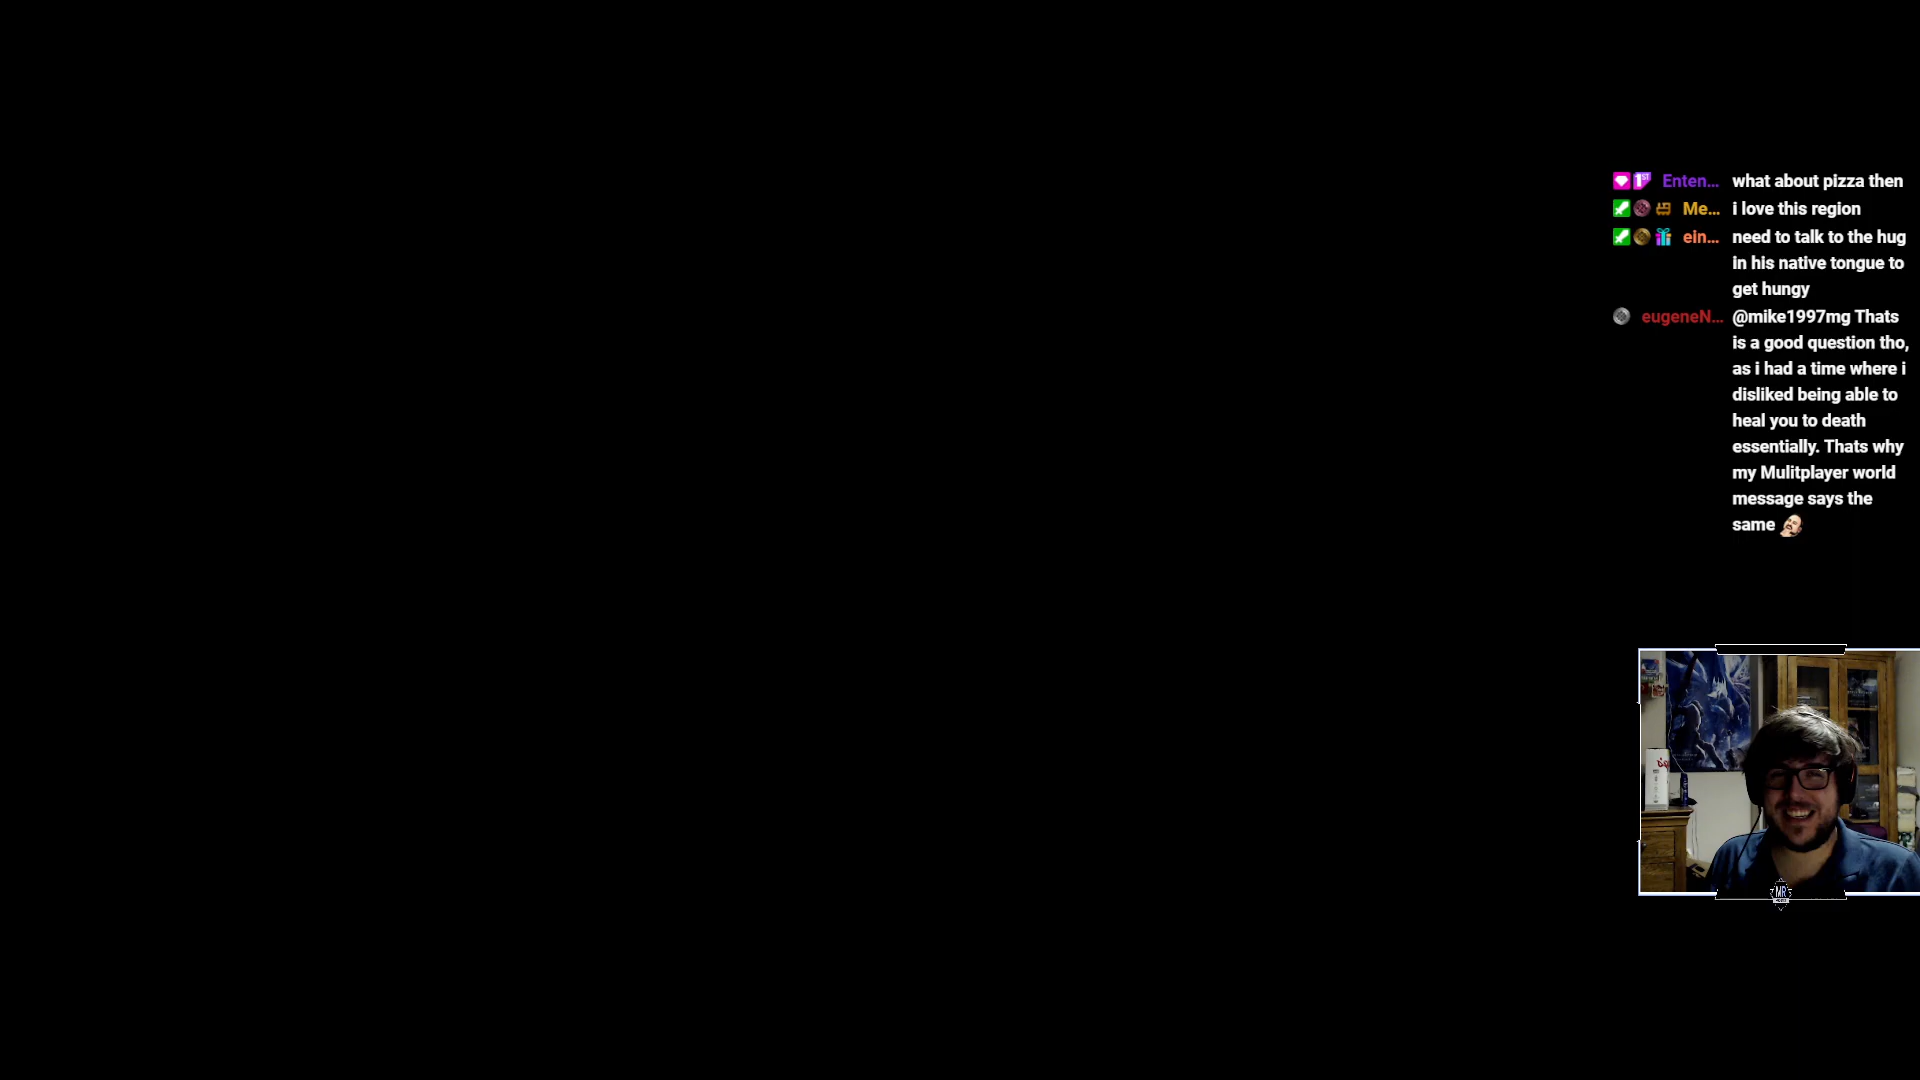 Enten... what about pizza then
Me... i love this region
ein... need to talk to the hug
in his native tongue to
get hungy
eugeneN... @mike1997mg Thats
is a good question tho,
as i had a time where i
disliked being able to
heal you to death
essentially. Thats why
my Mulitplayer world
message says the
same
MR